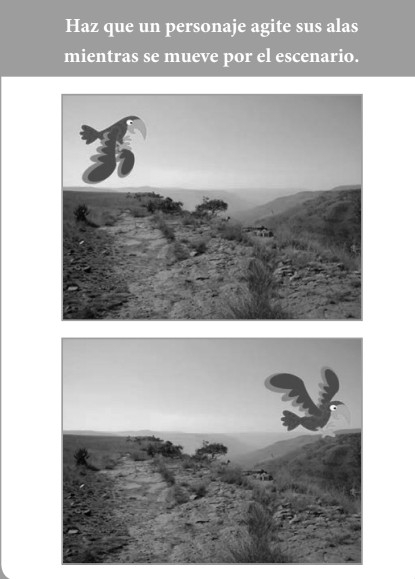 Haz que un personaje agite sus alas
mientras se mueve por el escenario.